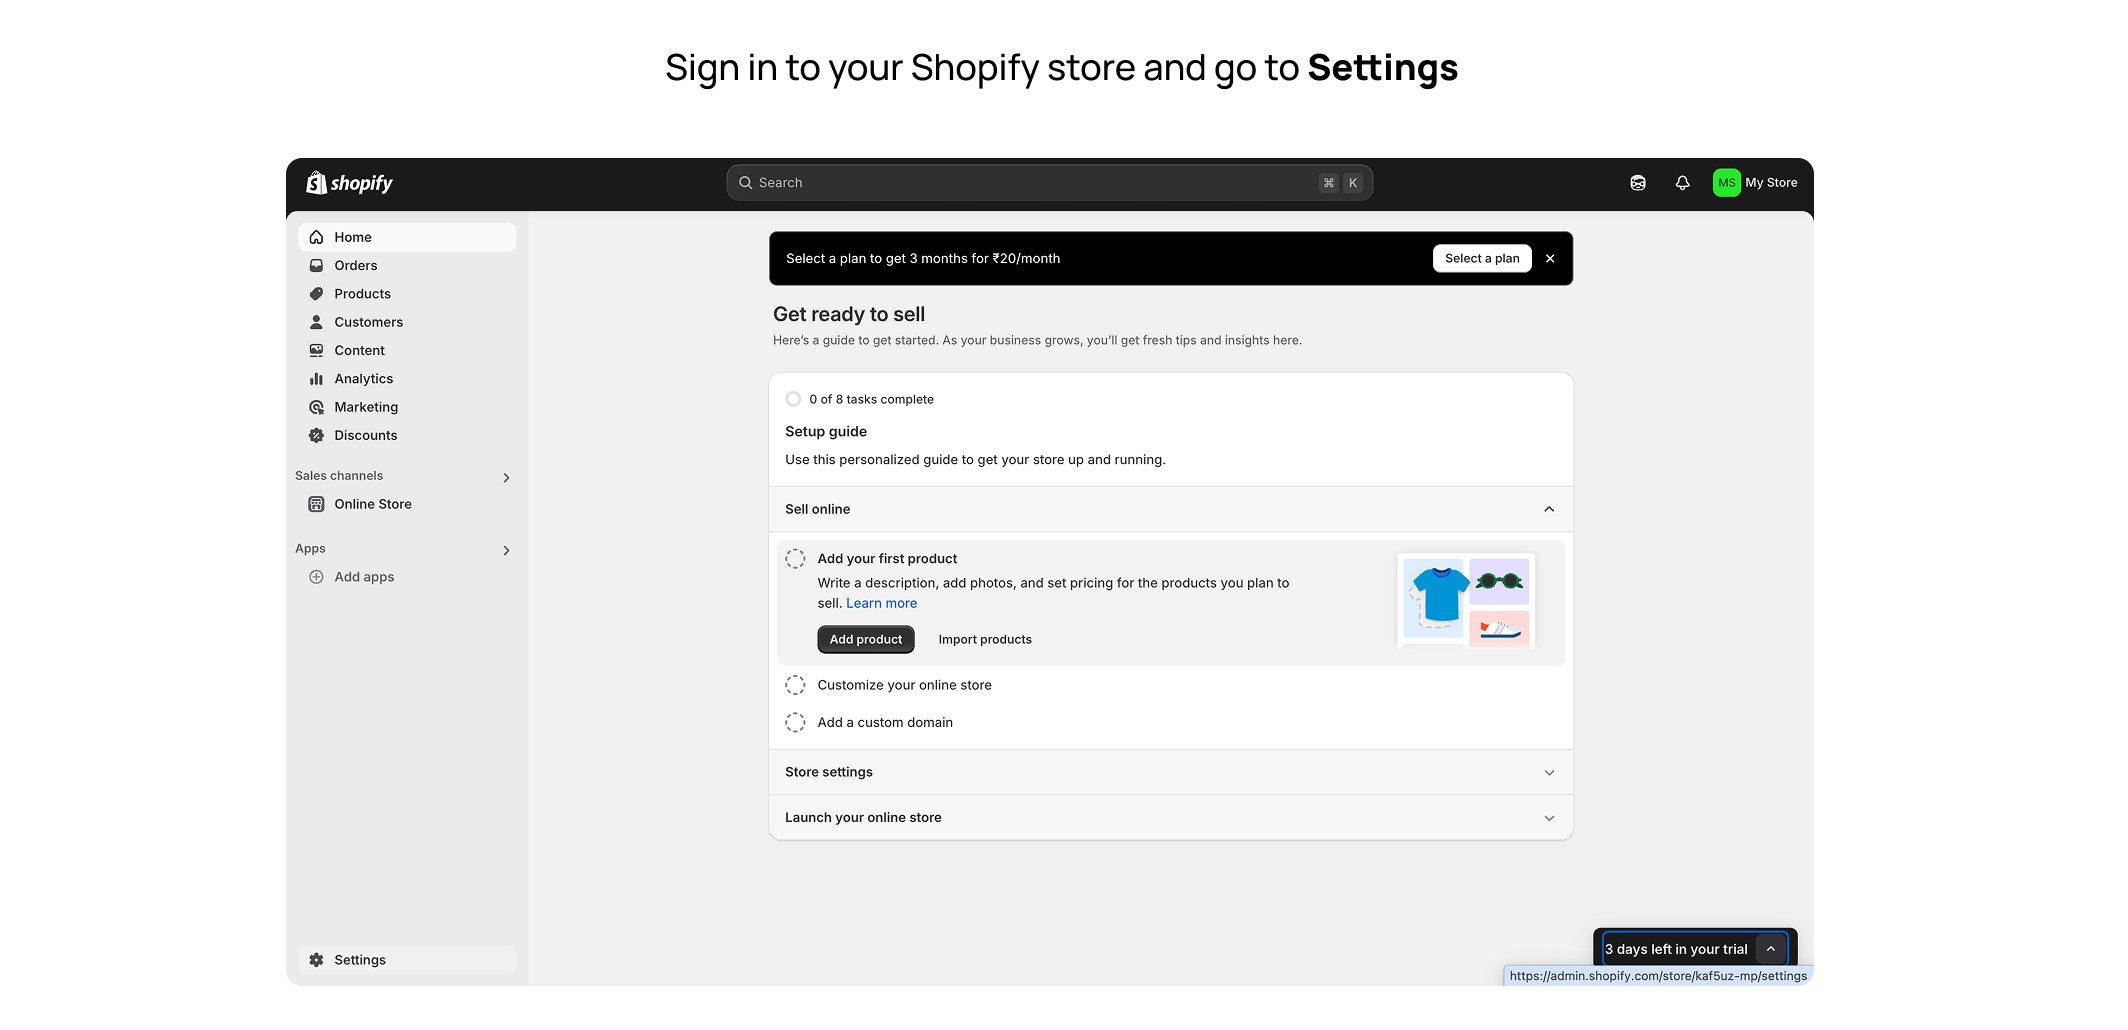 Sign in to your Shopify store and go to Settings
shopify
Search
⌘ K
MS My Store
Home
Orders
Products
Customers
Content
Analytics
Marketing
Discounts
Sales channels
Online Store
Apps
Add apps
Settings
Select a plan to get 3 months for ₹20/month
Select a plan
Get ready to sell
Here's a guide to get started. As your business grows, you'll get fresh tips and insights here.
0 of 8 tasks complete
Setup guide
Use this personalized guide to get your store up and running.
Sell online
Add your first product
Write a description, add photos, and set pricing for the products you plan to
sell. Learn more
Add product Import products
Customize your online store
Add a custom domain
Store settings
Launch your online store
3 days left in your trial
https://admin.shopify.com/store/kaf5uz-mp/settings